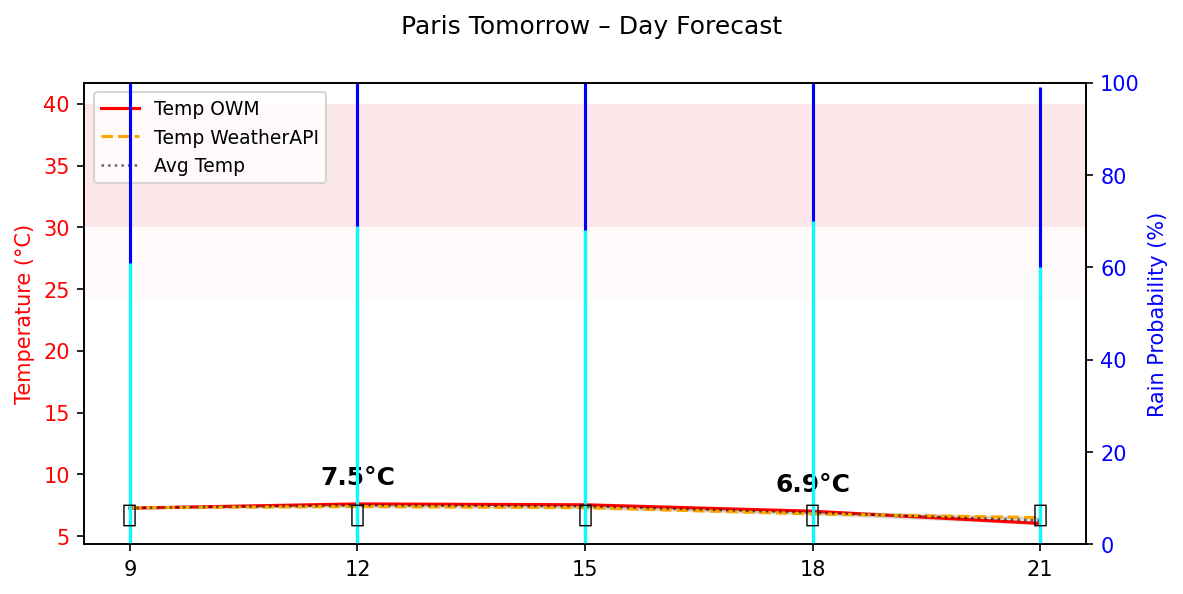 Paris Tomorrow – Day Forecast
Temp OWM
Temp WeatherAPI
Avg Temp
Temperature (°C)
40
35
30
25
20
15
10
5
7.5°C
6.9°C
Rain Probability (%)
100
80
60
40
20
0
9
12
15
18
21